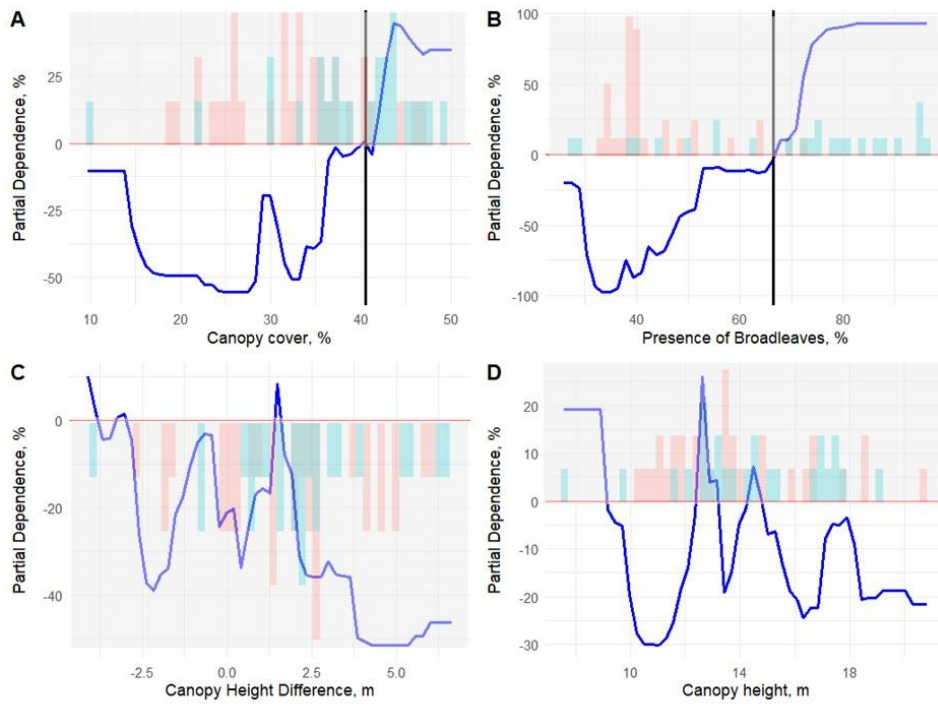 A
Partial Dependence, %
25
0
-25
-50
10
20
30
40
50
Canopy cover, %
B
Partial Dependence, %
100
50
0
-50
-100
40
60
80
Presence of Broadleaves, %
C
Partial Dependence, %
0
-20
-40
-2.5
0.0
2.5
5.0
Canopy Height Difference, m
D
Partial Dependence, %
20
10
0
-10
-20
-30
10
14
18
Canopy height, m